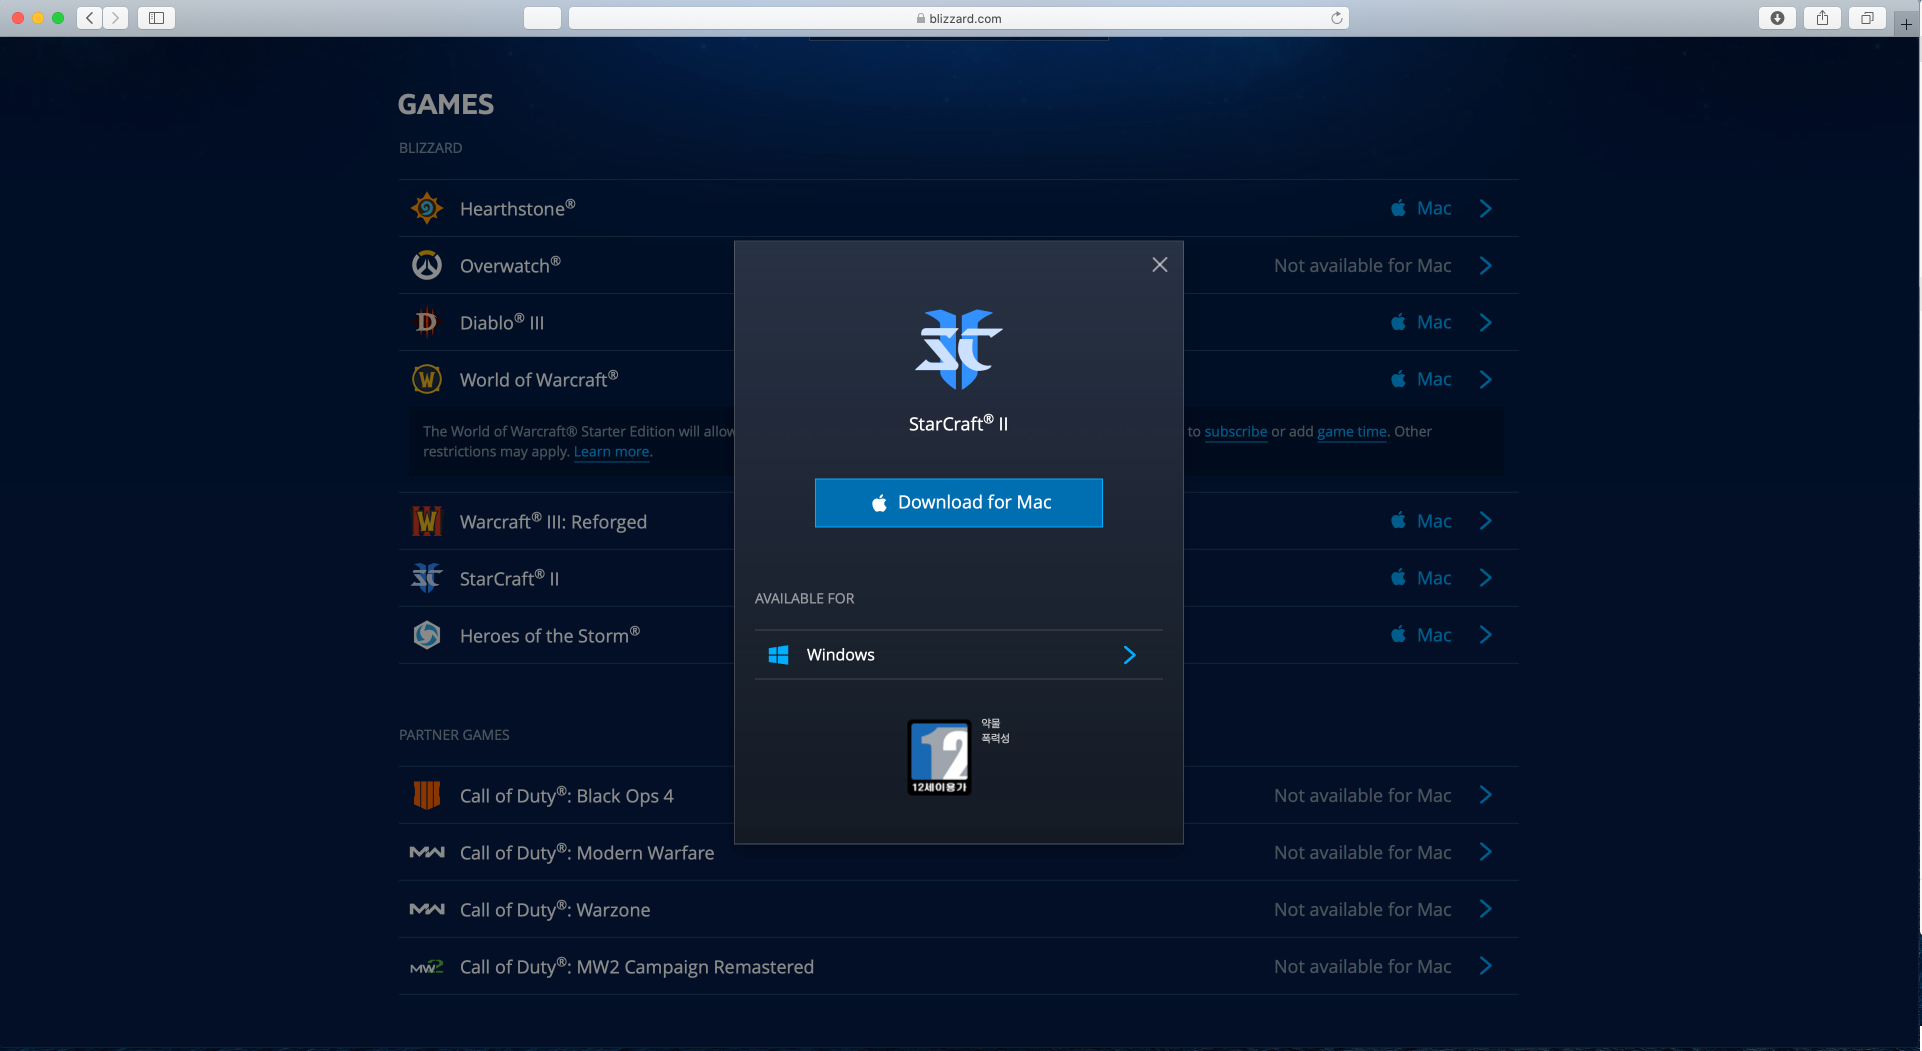 blizzard.com
GAMES
BLIZZARD
Hearthstone®
Mac
Overwatch®
Not available for Mac
Diablo® III
Mac
World of Warcraft®
Mac
The World of Warcraft® Starter Edition will allow
to subscribe or add game time. Other
restrictions may apply. Learn more.
Warcraft® III: Reforged
Mac
StarCraft® II
Mac
Heroes of the Storm®
Mac
StarCraft® II
Download for Mac
AVAILABLE FOR
Windows
12
12세이용가
약물
폭력성
PARTNER GAMES
Call of Duty®: Black Ops 4
Not available for Mac
Call of Duty®: Modern Warfare
Not available for Mac
Call of Duty®: Warzone
Not available for Mac
MW2
Call of Duty®: MW2 Campaign Remastered
Not available for Mac